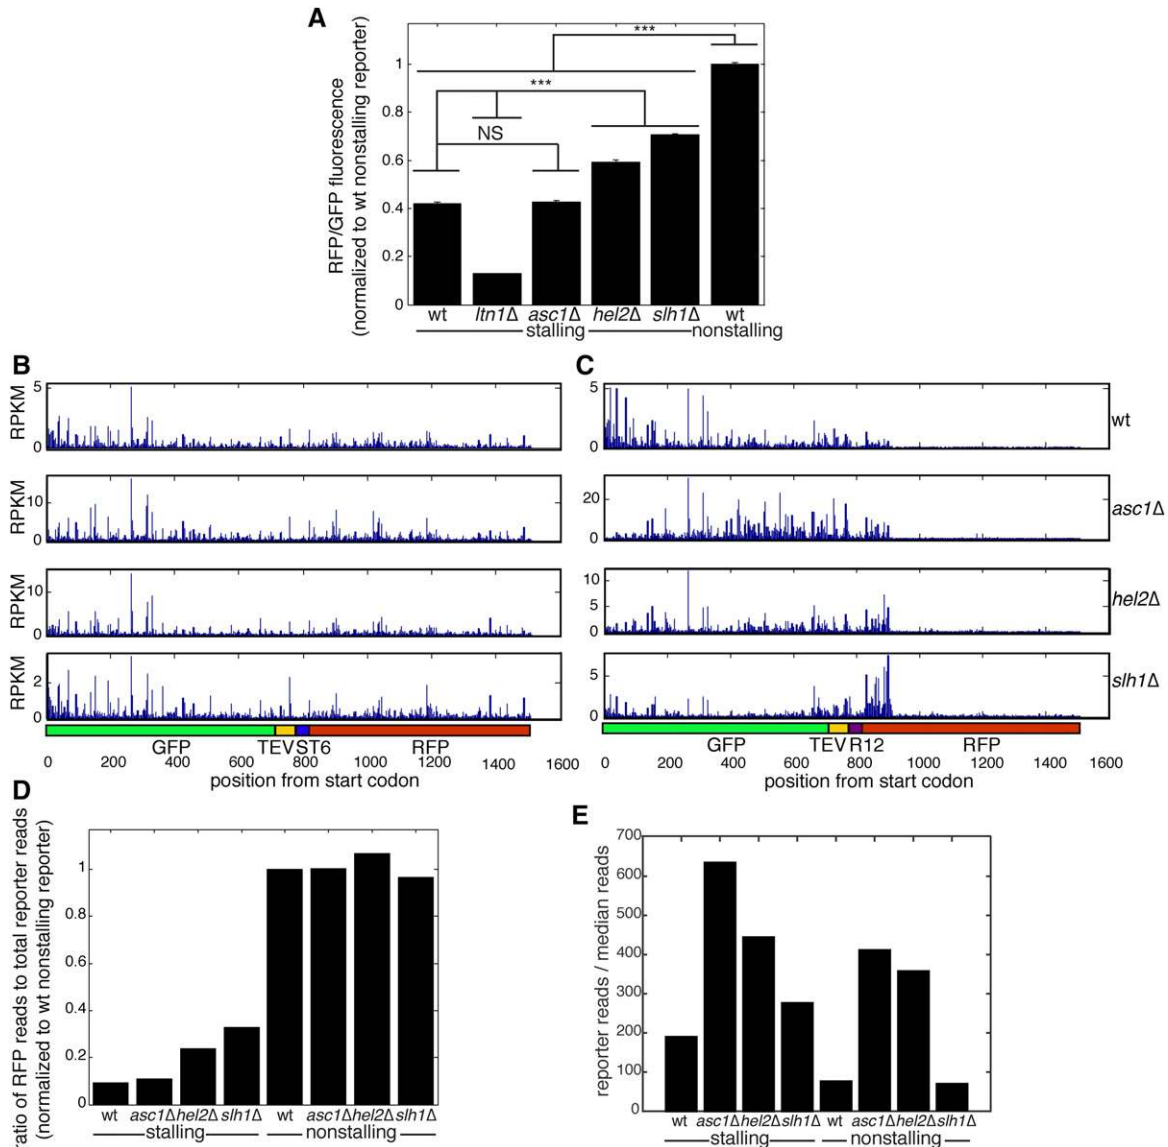 A
RFP/GFP fluorescence
(normalized to wt nonstalling reporter)
1
0.8
0.6
0.4
0.2
0
***
***
NS
wt ltn1Δ asc1Δ hel2Δ slh1Δ wt
stalling nonstalling
B
RPKM
5
0
RPKM
10
0
RPKM
10
0
RPKM
2
0
GFP TEV ST6 RFP
0 200 400 600 800 1000 1200 1400 1600
position from start codon
C
5
0
wt
20
0
asc1Δ
10
5
0
hel2Δ
5
0
slh1Δ
GFP TEV R12 RFP
0 200 400 600 800 1000 1200 1400 1600
position from start codon
D
ratio of RFP reads to total reporter reads
(normalized to wt nonstalling reporter)
1
0.8
0.6
0.4
0.2
0
wt asc1Δ hel2Δ slh1Δ wt asc1Δ hel2Δ slh1Δ
stalling nonstalling
E
reporter reads / median reads
700
600
500
400
300
200
100
0
wt asc1Δ hel2Δ slh1Δ wt asc1Δ hel2Δ slh1Δ
stalling nonstalling